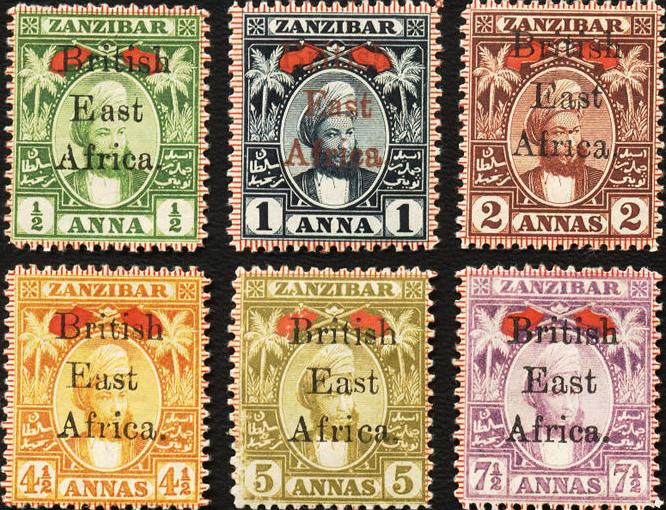 ZANZIBAR
British
East
Africa.
½ ANNA ½
ZANZIBAR
British
East
Africa
1 ANNA 1
ZANZIBAR
British
East
Africa
2 ANNAS 2
ZANZIBAR
British
East
Africa.
4½ ANNAS 4½
ZANZIBAR
British
East
Africa.
5 ANNAS 5
ZANZIBAR
British
East
Africa.
7½ ANNAS 7½